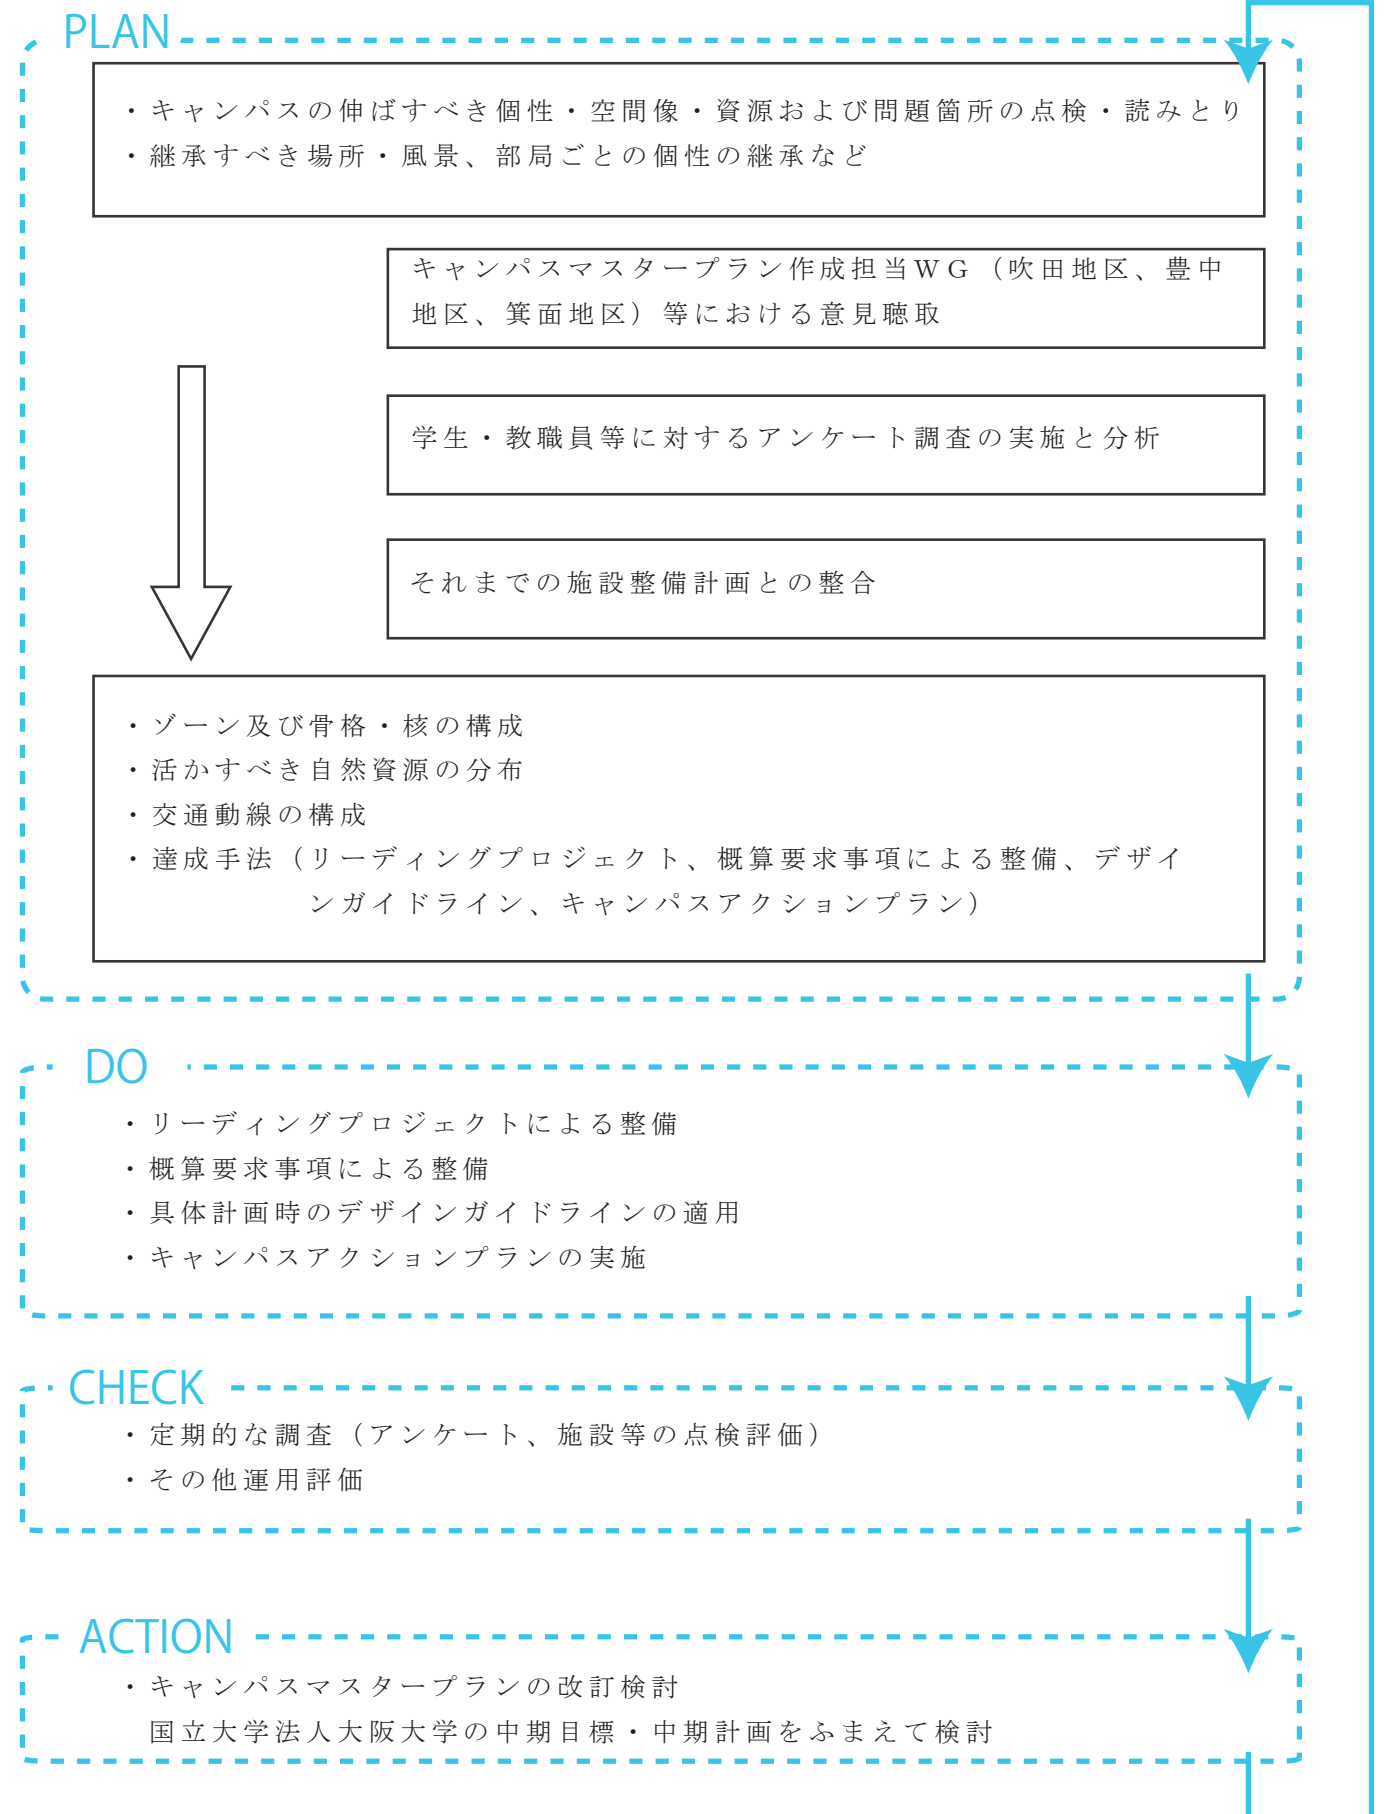 PLAN
・キャンパスの伸ばすべき個性・空間像・資源および問題箇所の点検・読みとり
・継承すべき場所・風景、部局ごとの個性の継承など
キャンパスマスタープラン作成担当ＷＧ（吹田地区、豊中
地区、箕面地区）等における意見聴取
学生・教職員等に対するアンケート調査の実施と分析
それまでの施設整備計画との整合
・ゾーン及び骨格・核の構成
・活かすべき自然資源の分布
・交通動線の構成
・達成手法（リーディングプロジェクト、概算要求事項による整備、デザイ
ンガイドライン、キャンパスアクションプラン）
DO
・リーディングプロジェクトによる整備
・概算要求事項による整備
・具体計画時のデザインガイドラインの適用
・キャンパスアクションプランの実施
CHECK
・定期的な調査（アンケート、施設等の点検評価）
・その他運用評価
ACTION
・キャンパスマスタープランの改訂検討
国立大学法人大阪大学の中期目標・中期計画をふまえて検討